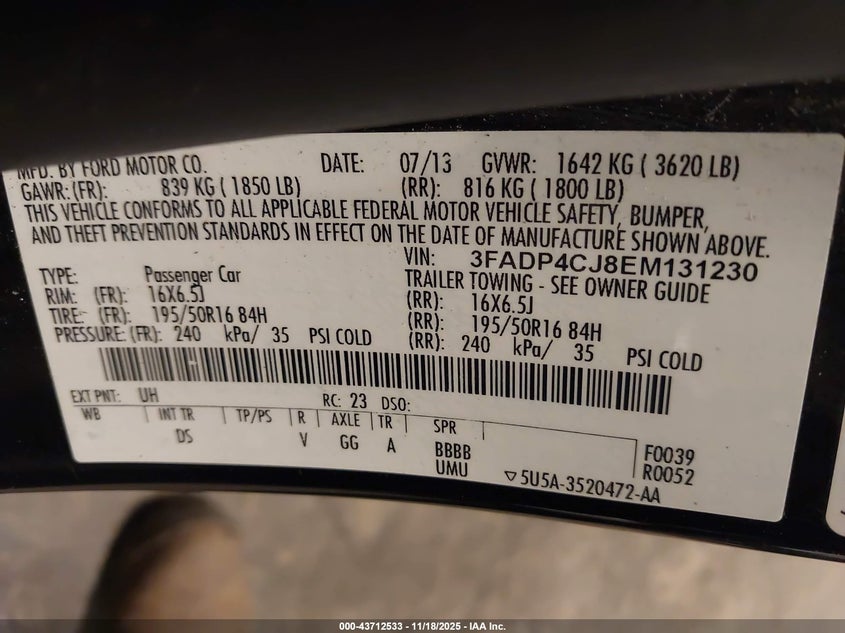 MFD. BY FORD MOTOR CO. DATE: 07/13 GVWR: 1642 KG ( 3620 LB)
GAWR: (FR): 839 KG ( 1850 LB) (RR): 816 KG ( 1800 LB)
THIS VEHICLE CONFORMS TO ALL APPLICABLE FEDERAL MOTOR VEHICLE SAFETY, BUMPER,
AND THEFT PREVENTION STANDARDS IN EFFECT ON THE DATE OF MANUFACTURE SHOWN ABOVE.
VIN: 3FADP4CJ8EM131230
TYPE: Passenger Car TRAILER TOWING - SEE OWNER GUIDE
RIM: (FR): 16X6.5J (RR): 16X6.5J
TIRE: (FR): 195/50R16 84H (RR): 195/50R16 84H
PRESSURE: (FR): 240 kPa/ 35 PSI COLD (RR): 240 kPa/ 35 PSI COLD
EXT PNT: UH RC: 23 DSO:
WB INT TR TP/PS R AXLE TR SPR
DS V GG A BBBB F0039
UMU R0052
▽5U5A-3520472-AA
000-43712533 - 11/18/2025 - IAA Inc.